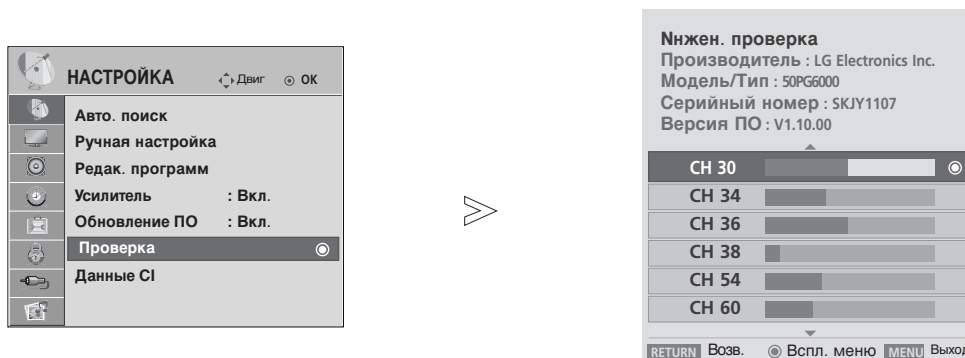 НАСТРОЙКА Двиг ОК
Авто. поиск
Ручная настройка
Редак. программ
Усилитель : Вкл.
Обновление ПО : Вкл.
Проверка
Данные CI
Nнжен. проверка
Производитель : LG Electronics Inc.
Модель/Тип : 50PG6000
Серийный номер : SKJY1107
Версия ПО : V1.10.00
CH 30
CH 34
CH 36
CH 38
CH 54
CH 60
RETURN Возв. Вспл. меню MENU Выход